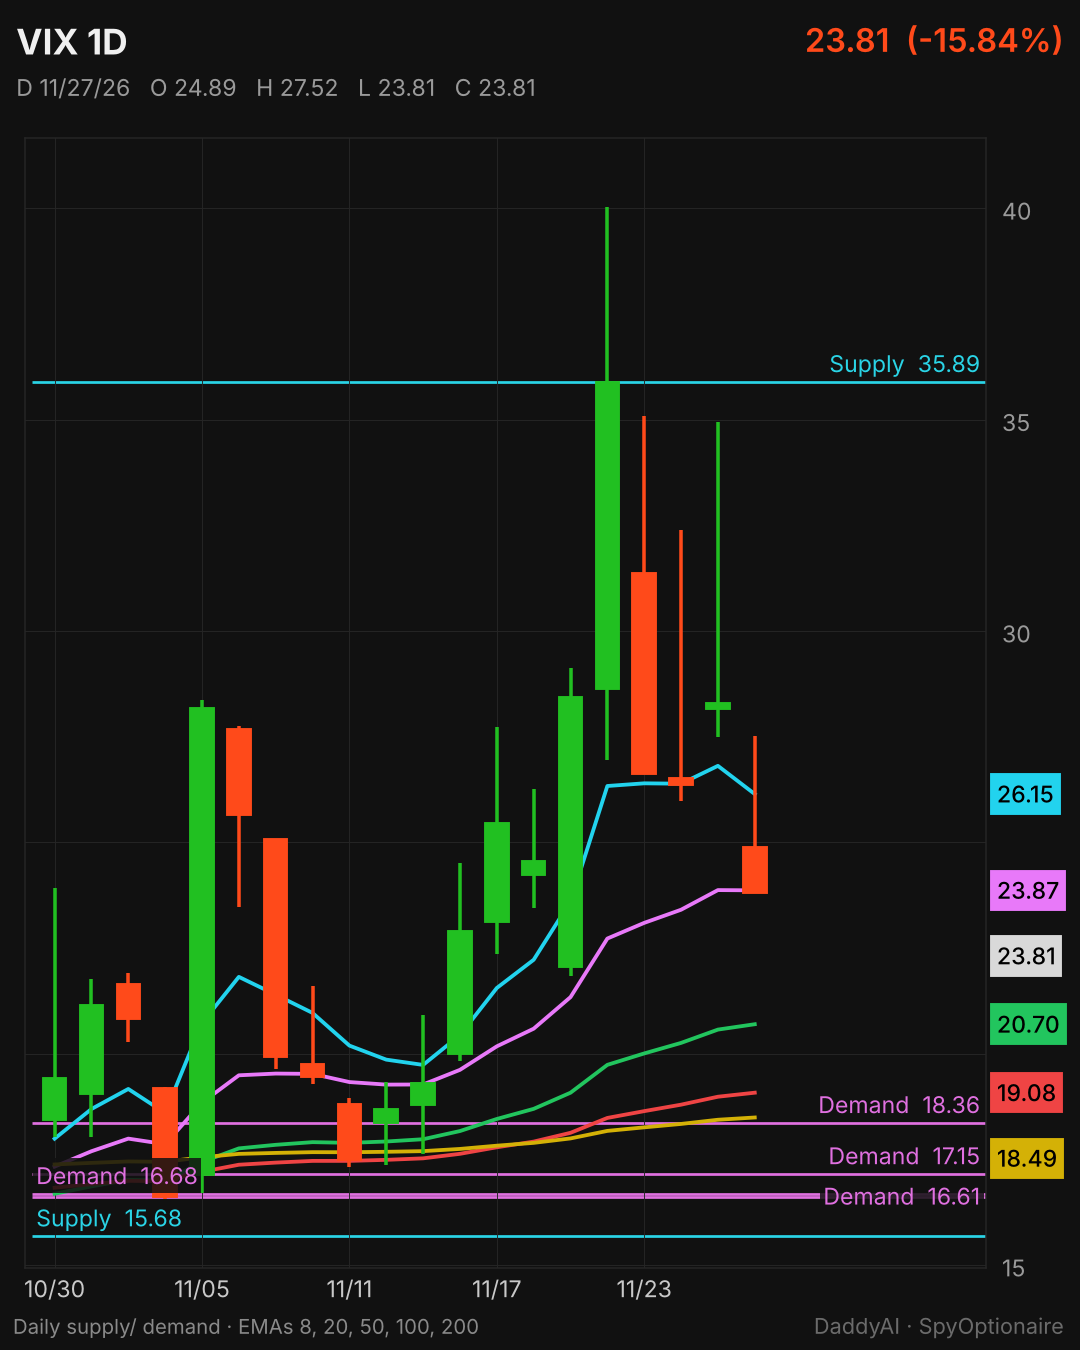 VIX 1D
23.81 (-15.84%)
D 11/27/26 O 24.89 H 27.52 L 23.81 C 23.81
40
Supply 35.89
35
30
26.15
23.87
23.81
20.70
19.08
Demand 18.36
18.49
Demand 17.15
Demand 16.68
Demand 16.61
Supply 15.68
15
10/30 11/05 11/11 11/17 11/23
Daily supply/ demand · EMAs 8, 20, 50, 100, 200
DaddyAI · SpyOptionaire